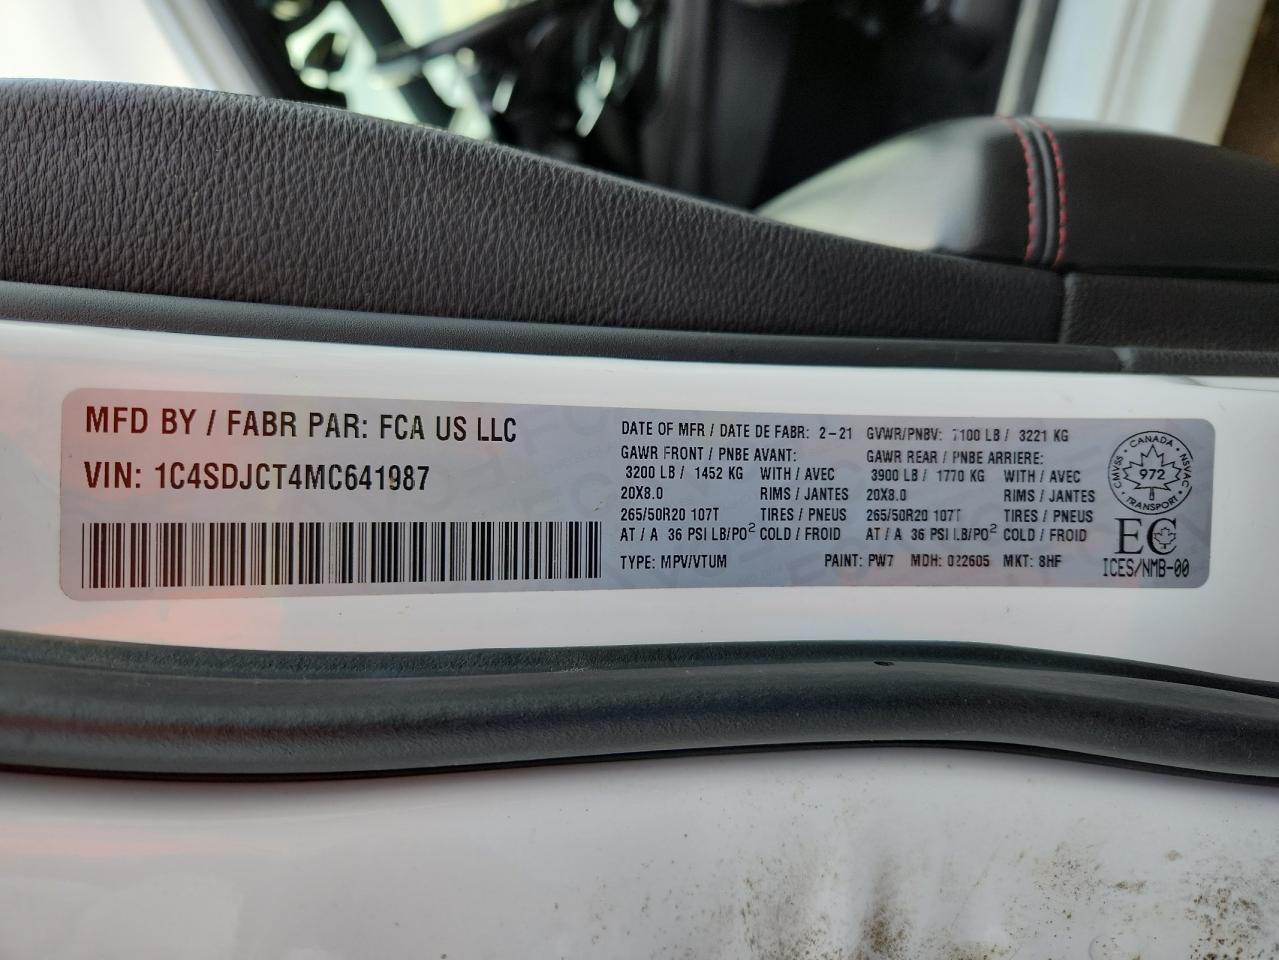 MFD BY / FABR PAR: FCA US LLC
VIN: 1C4SDJCT4MC641987
DATE OF MFR / DATE DE FABR: 2-21 GVWR/PNBV: 7100 LB / 3221 KG
GAWR FRONT / PNBE AVANT: GAWR REAR / PNBE ARRIERE:
3200 LB / 1452 KG WITH / AVEC 3900 LB / 1770 KG WITH / AVEC
20X8.0 RIMS / JANTES 20X8.0 RIMS / JANTES
265/50R20 107T TIRES / PNEUS 265/50R20 107T TIRES / PNEUS
AT / A 36 PSI LB/PO² COLD / FROID AT / A 36 PSI LB/PO² COLD / FROID
TYPE: MPV/VTUM PAINT: PW7 MDH: 022605 MKT: 8HF
CANADA
CMVSS 972 NSVAC
TRANSPORT
EC
ICES/NMB-00